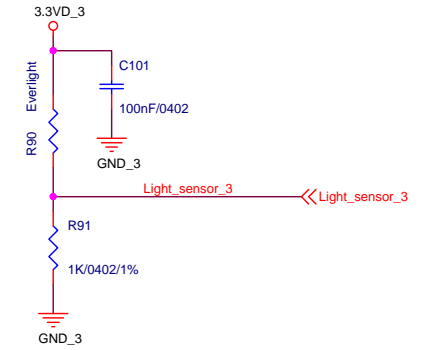 3.3VD_3
C101
Everlight
100nF/0402
R90
GND_3
Light_sensor_3
Light_sensor_3
R91
1K/0402/1%
GND_3